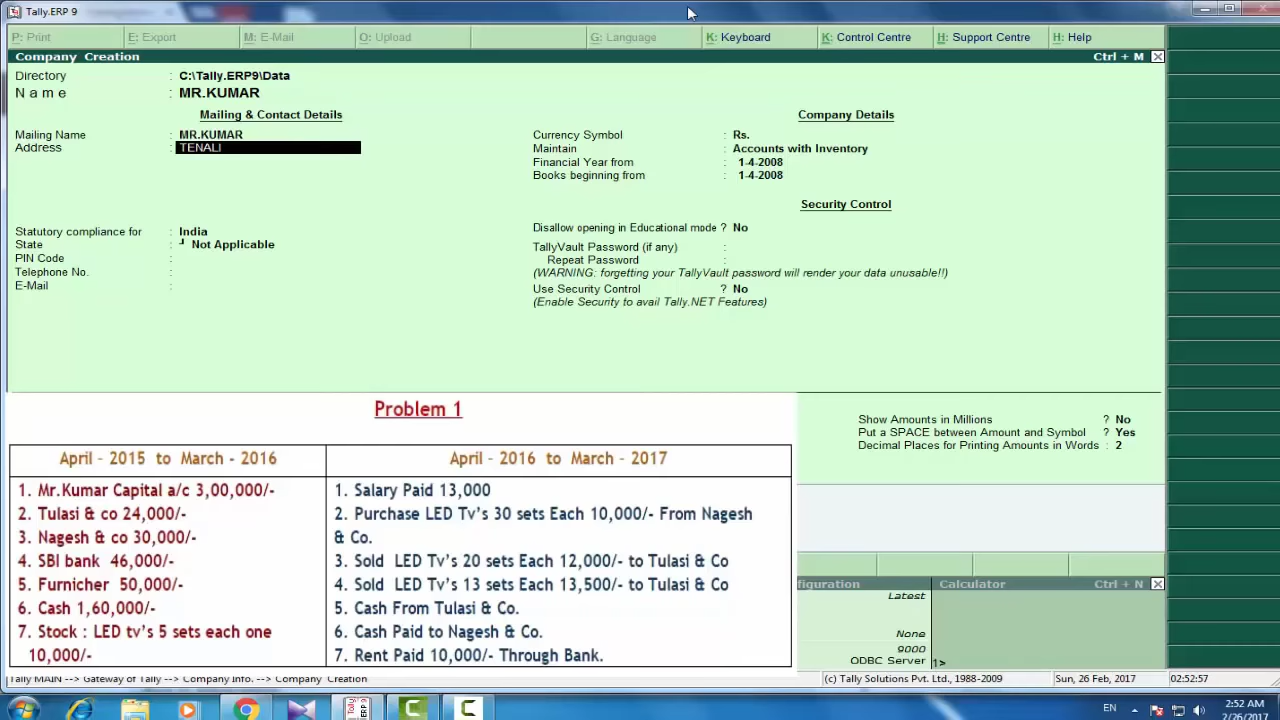 Tally.ERP 9
P: Print E: Export M: E-Mail O: Upload G: Language K: Keyboard K: Control Centre H: Support Centre H: Help
Company Creation Ctrl + M
Directory : C:\Tally.ERP9\Data
Name : MR.KUMAR
Mailing & Contact Details
Company Details
Mailing Name : MR.KUMAR
Address : TENALI
Currency Symbol : Rs.
Maintain : Accounts with Inventory
Financial Year from : 1-4-2008
Books beginning from : 1-4-2008
Security Control
Statutory compliance for : India
State : Not Applicable
PIN Code :
Telephone No. :
E-Mail :
Disallow opening in Educational mode ? No
TallyVault Password (if any) :
Repeat Password :
(WARNING: forgetting your TallyVault password will render your data unusable!!)
Use Security Control ? No
(Enable Security to avail Tally.NET Features)
Problem 1
April - 2015 to March - 2016
1. Mr.Kumar Capital a/c 3,00,000/-
2. Tulasi & co 24,000/-
3. Nagesh & co 30,000/-
4. SBI bank 46,000/-
5. Furnicher 50,000/-
6. Cash 1,60,000/-
7. Stock : LED tv's 5 sets each one
10,000/-
April - 2016 to March - 2017
1. Salary Paid 13,000
2. Purchase LED Tv's 30 sets Each 10,000/- From Nagesh
& Co.
3. Sold LED Tv's 20 sets Each 12,000/- to Tulasi & Co
4. Sold LED Tv's 13 sets Each 13,500/- to Tulasi & Co
5. Cash From Tulasi & Co.
6. Cash Paid to Nagesh & Co.
7. Rent Paid 10,000/- Through Bank.
Show Amounts in Millions ? No
Put a SPACE between Amount and Symbol ? Yes
Decimal Places for Printing Amounts in Words : 2
figuration Calculator Ctrl + N
Latest
None
9000
ODBC Server
1>
Tally MAIN --> Gateway of Tally --> Company Info. --> Company Creation (c) Tally Solutions Pvt. Ltd., 1988-2009 Sun, 26 Feb, 2017 02:52:57
EN 2:52 AM
2/26/2017